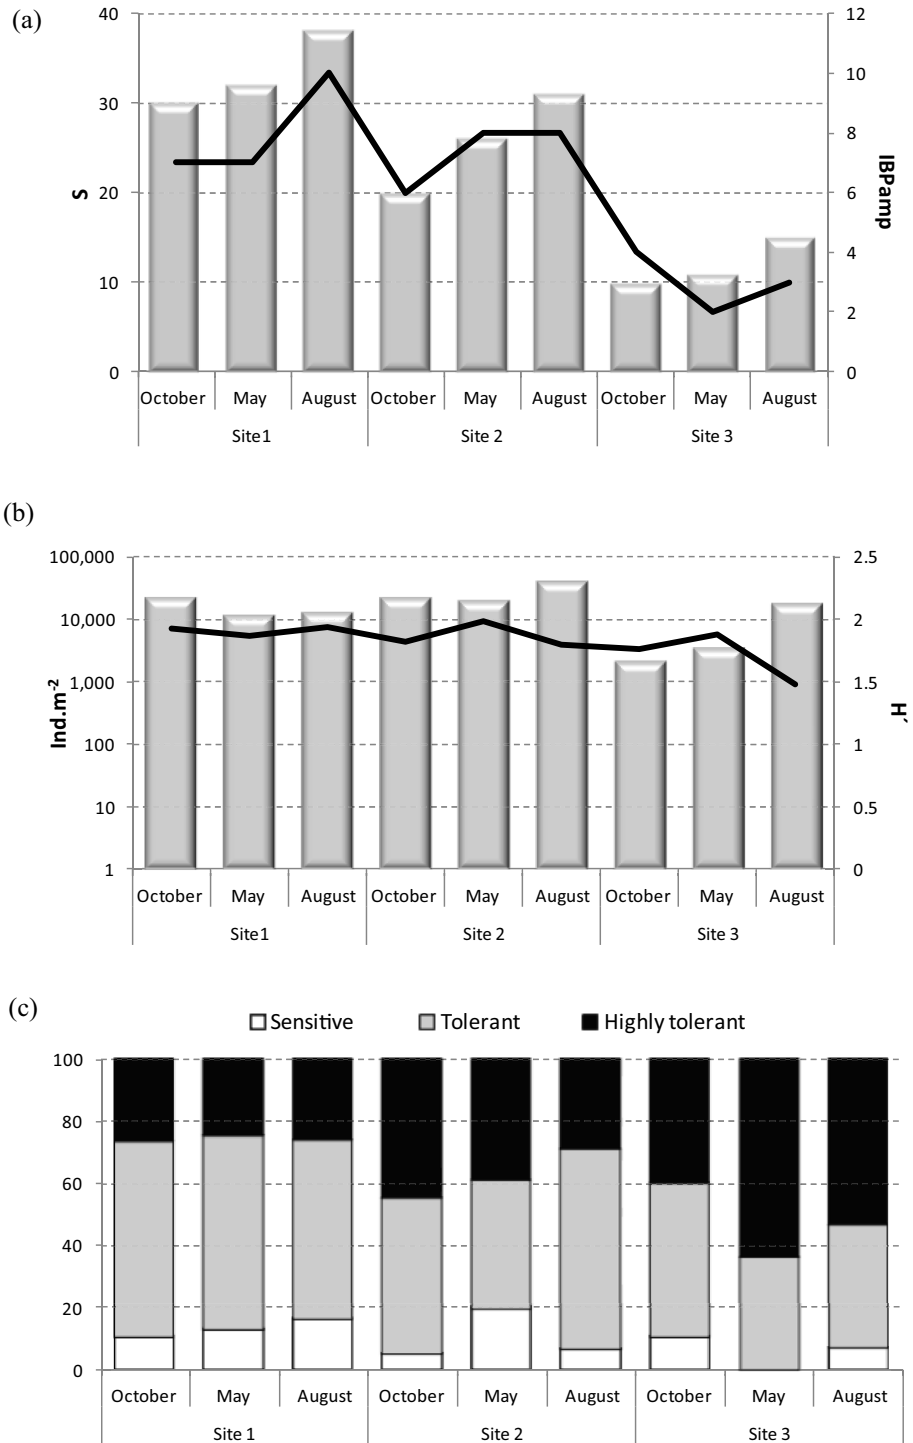 (a)
40 12
30 10
20 8
10 6
0 4
2
0
S
IBPamp
October May August October May August October May August
Site1 Site 2 Site 3
(b)
100,000 2.5
10,000 2
1,000 1.5
100 1
10 0.5
1 0
Ind.m-2
H´
October May August October May August October May August
Site1 Site 2 Site 3
(c)
Sensitive Tolerant Highly tolerant
100
80
60
40
20
0
October May August October May August October May August
Site 1 Site 2 Site 3